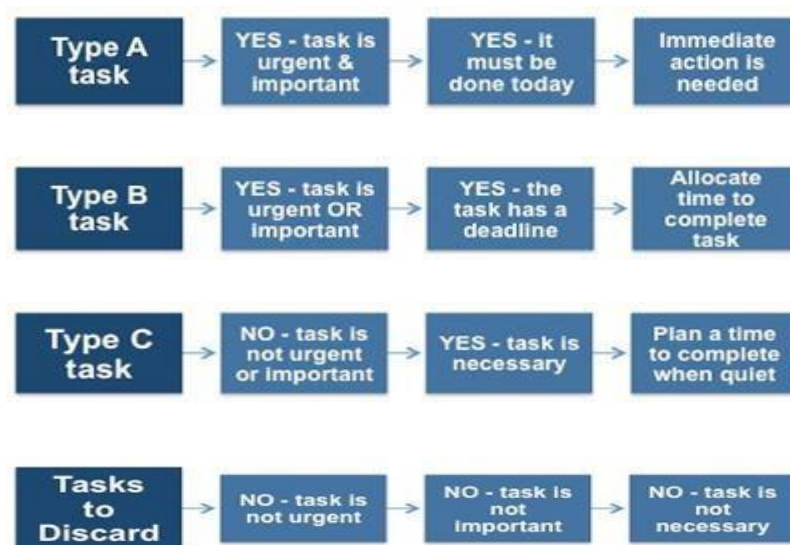 Type A
task
YES - task is
urgent &
important
YES - it
must be
done today
Immediate
action is
needed
Type B
task
YES - task is
urgent OR
important
YES - the
task has a
deadline
Allocate
time to
complete
task
Type C
task
NO - task is
not urgent
or important
YES - task is
necessary
Plan a time
to complete
when quiet
Tasks
to
Discard
NO - task is
not urgent
NO - task is
not
important
NO - task is
not
necessary